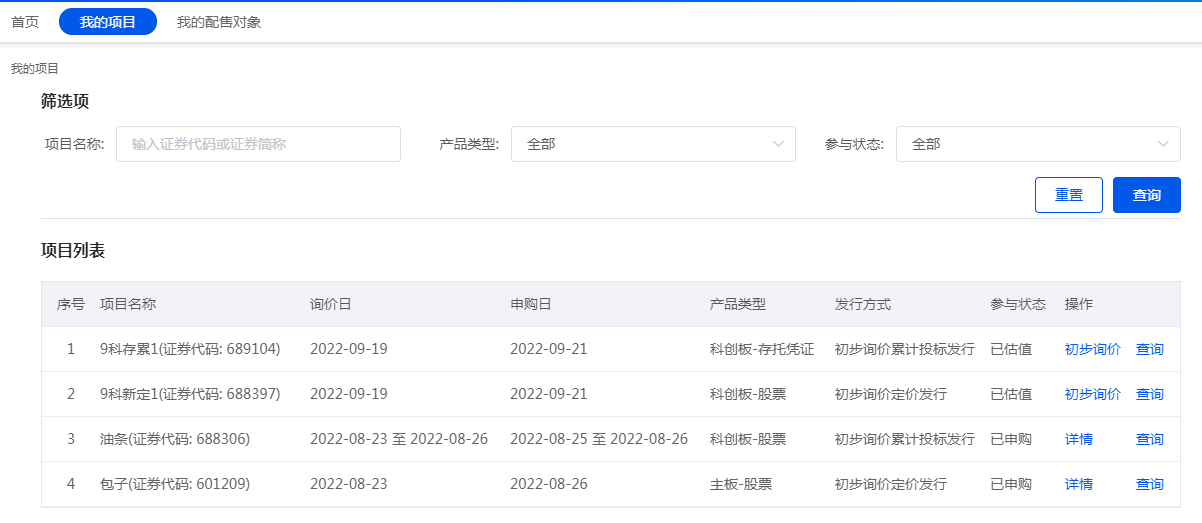 首页 我的项目 我的配售对象
我的项目
筛选项
项目名称: 输入证券代码或证券简称 产品类型: 全部 参与状态: 全部
重置 查询
项目列表
序号 项目名称 询价日 申购日 产品类型 发行方式 参与状态 操作
1 9科存累1(证券代码: 689104) 2022-09-19 2022-09-21 科创板-存托凭证 初步询价累计投标发行 已估值 初步询价 查询
2 9科新定1(证券代码: 688397) 2022-09-19 2022-09-21 科创板-股票 初步询价定价发行 已估值 初步询价 查询
3 油条(证券代码: 688306) 2022-08-23 至 2022-08-26 2022-08-25 至 2022-08-26 科创板-股票 初步询价累计投标发行 已申购 详情 查询
4 包子(证券代码: 601209) 2022-08-23 2022-08-26 主板-股票 初步询价定价发行 已申购 详情 查询